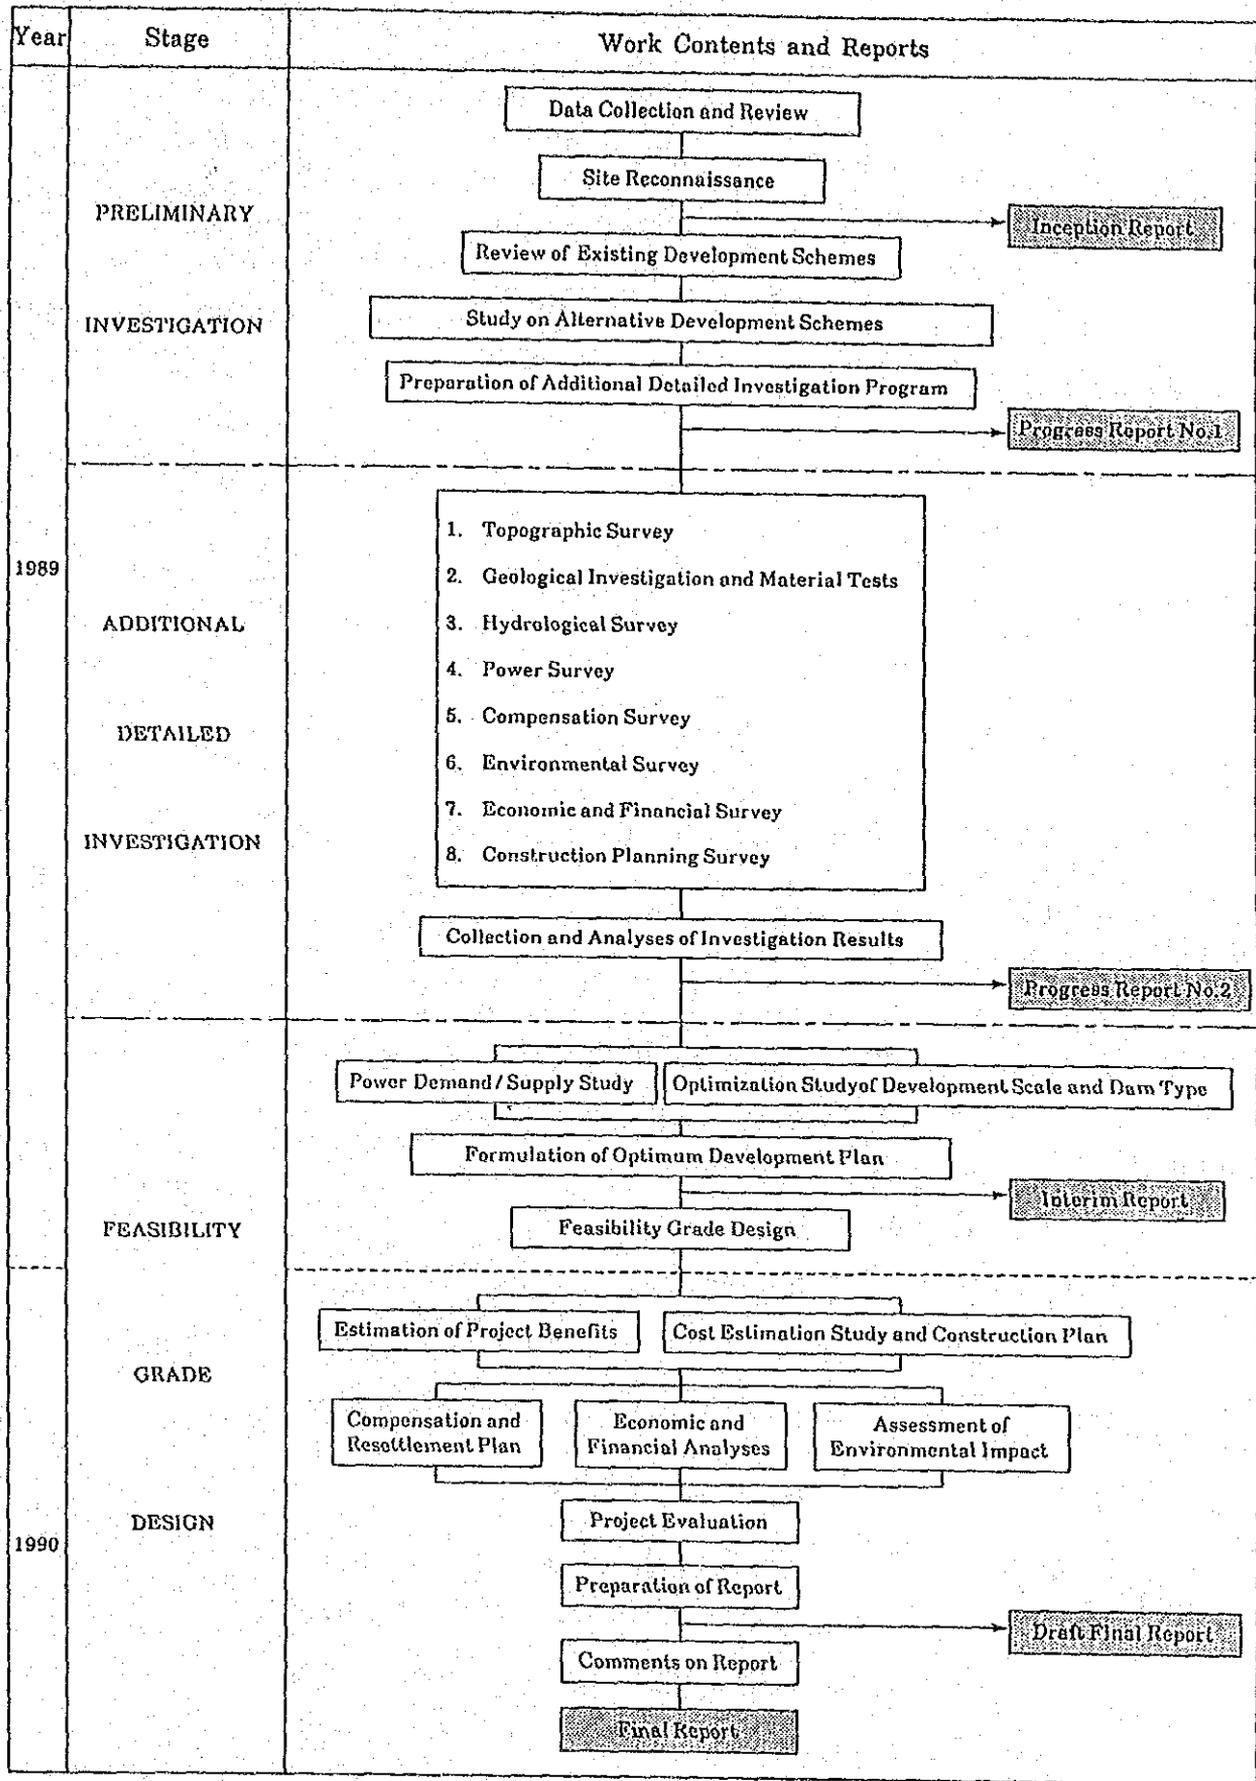 Year
Stage
Work Contents and Reports
Data Collection and Review
Site Reconnaissance
PRELIMINARY
Inception Report
Review of Existing Development Schemes
INVESTIGATION
Study on Alternative Development Schemes
Preparation of Additional Detailed Investigation Program
Progress Report No.1
1. Topographic Survey
1989
2. Geological Investigation and Material Tests
ADDITIONAL
3. Hydrological Survey
4. Power Survey
5. Compensation Survey
DETAILED
6. Environmental Survey
7. Economic and Financial Survey
INVESTIGATION
8. Construction Planning Survey
Collection and Analyses of Investigation Results
Progress Report No.2
Power Demand / Supply Study
Optimization Study of Development Scale and Dam Type
Formulation of Optimum Development Plan
Interim Report
FEASIBILITY
Feasibility Grade Design
Estimation of Project Benefits
Cost Estimation Study and Construction Plan
GRADE
Compensation and
Resettlement Plan
Economic and
Financial Analyses
Assessment of
Environmental Impact
DESIGN
Project Evaluation
1990
Preparation of Report
Draft Final Report
Comments on Report
Final Report